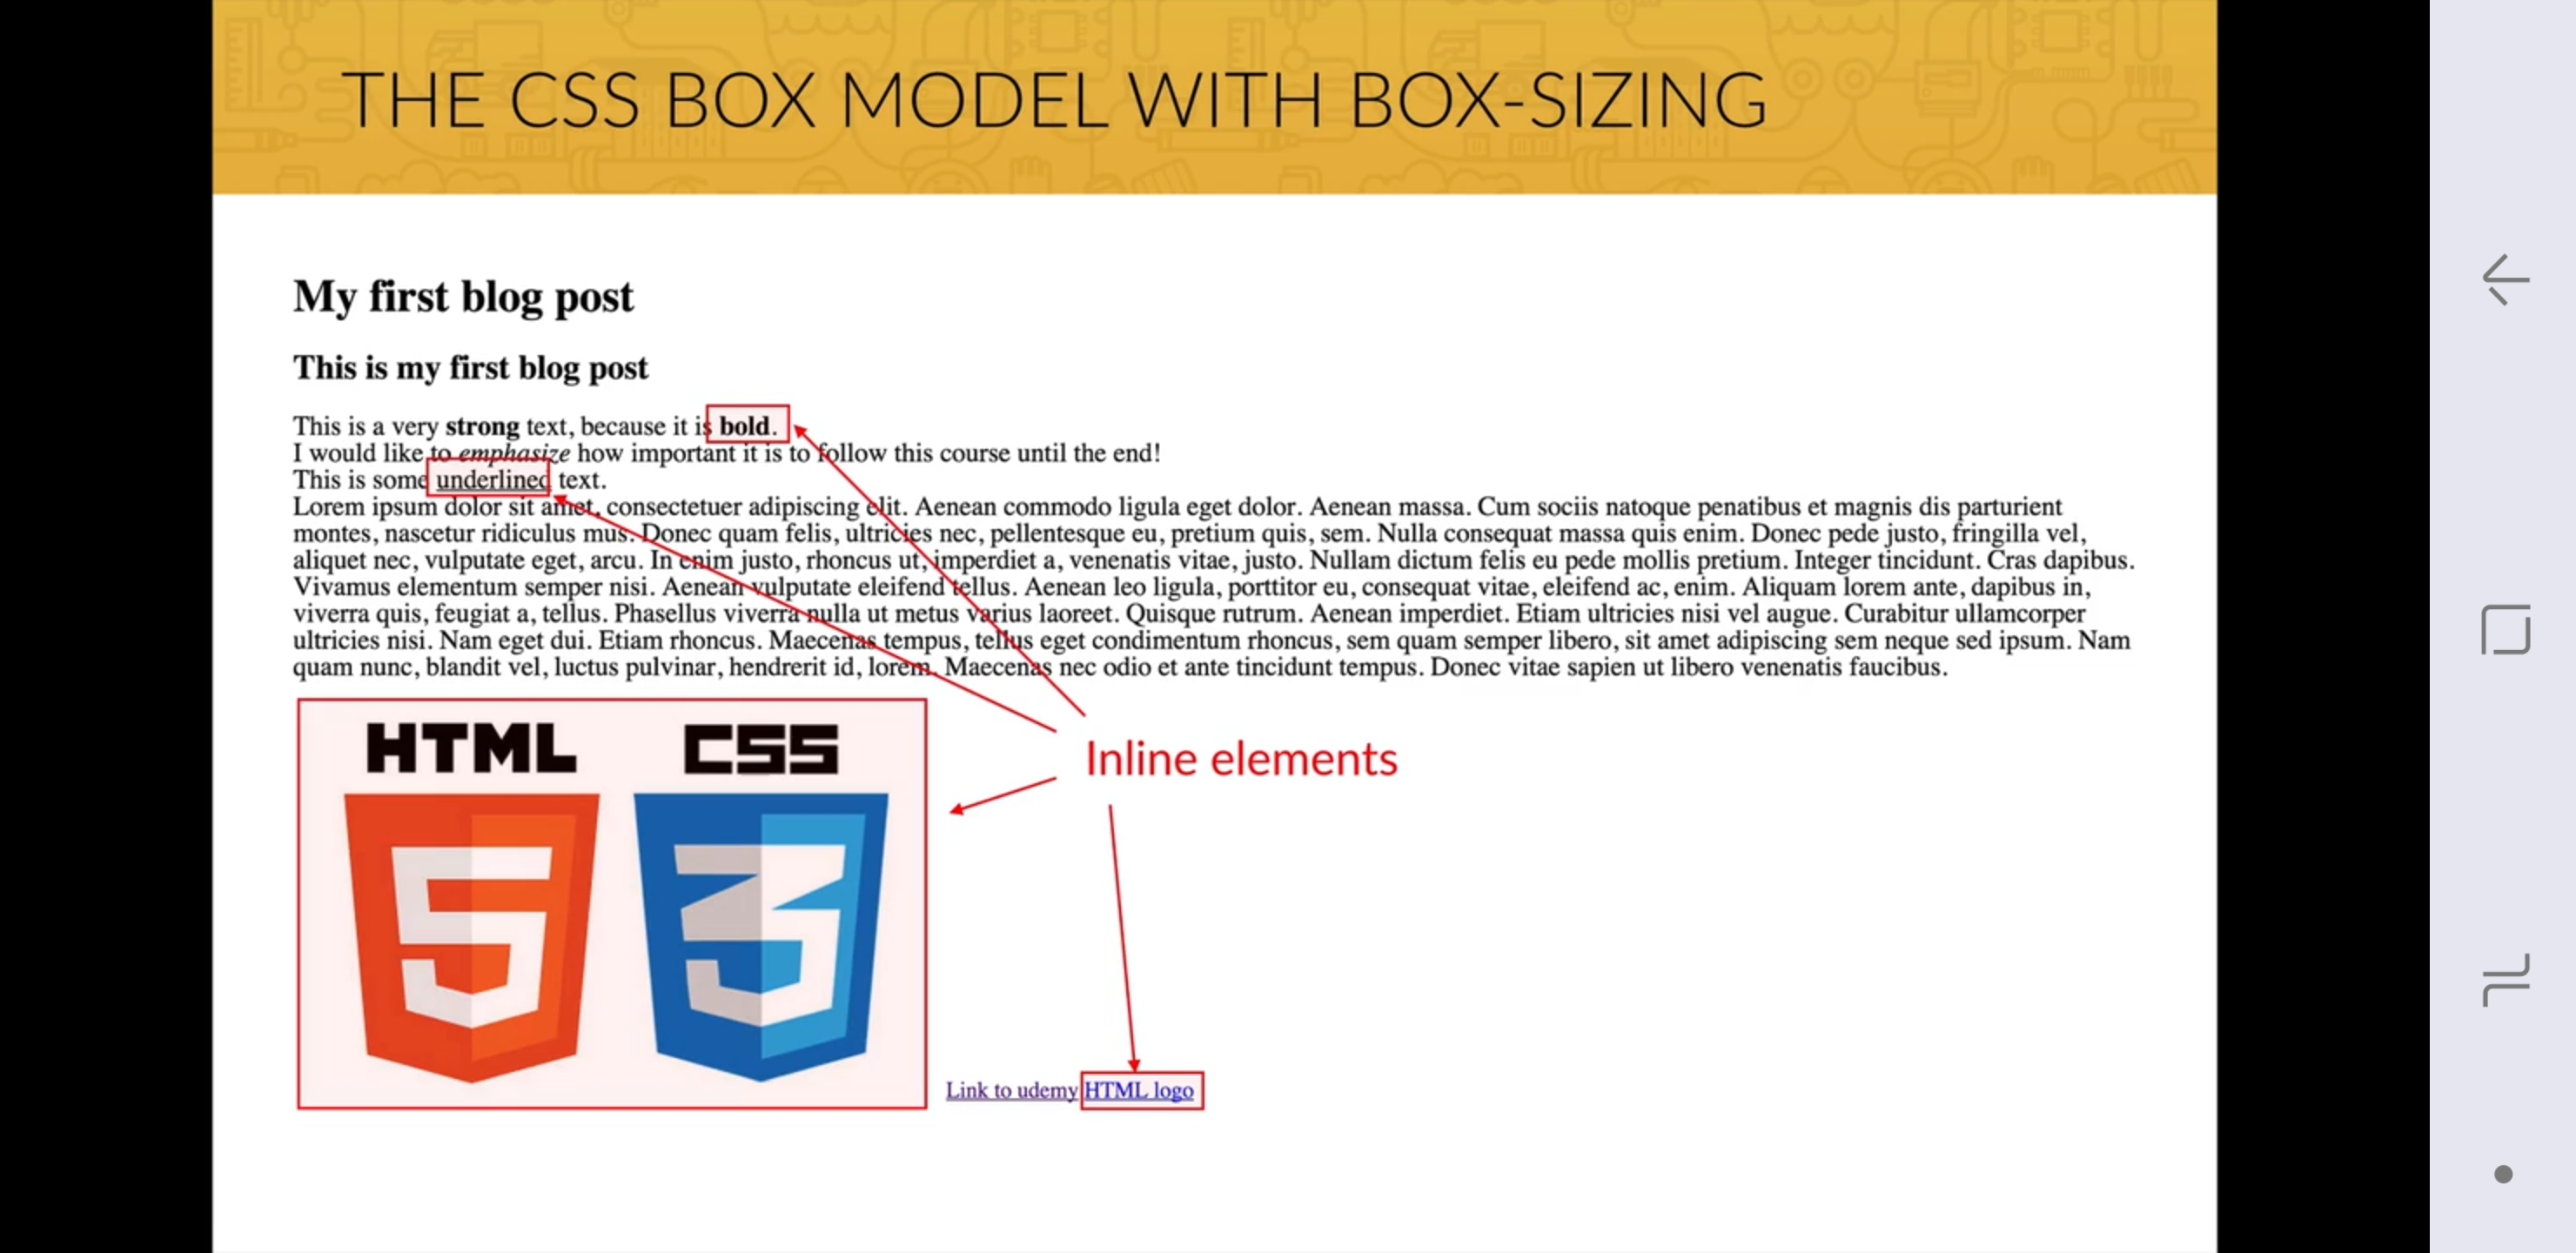 THE CSS BOX MODEL WITH BOX-SIZING
My first blog post
This is my first blog post
This is a very strong text, because it is bold.
I would like to emphasize how important it is to follow this course until the end!
This is some underlined text.
Lorem ipsum dolor sit amet, consectetuer adipiscing elit. Aenean commodo ligula eget dolor. Aenean massa. Cum sociis natoque penatibus et magnis dis parturient
montes, nascetur ridiculus mus. Donec quam felis, ultricies nec, pellentesque eu, pretium quis, sem. Nulla consequat massa quis enim. Donec pede justo, fringilla vel,
aliquet nec, vulputate eget, arcu. In enim justo, rhoncus ut, imperdiet a, venenatis vitae, justo. Nullam dictum felis eu pede mollis pretium. Integer tincidunt. Cras dapibus.
Vivamus elementum semper nisi. Aenean vulputate eleifend tellus. Aenean leo ligula, porttitor eu, consequat vitae, eleifend ac, enim. Aliquam lorem ante, dapibus in,
viverra quis, feugiat a, tellus. Phasellus viverra nulla ut metus varius laoreet. Quisque rutrum. Aenean imperdiet. Etiam ultricies nisi vel augue. Curabitur ullamcorper
ultricies nisi. Nam eget dui. Etiam rhoncus. Maecenas tempus, tellus eget condimentum rhoncus, sem quam semper libero, sit amet adipiscing sem neque sed ipsum. Nam
quam nunc, blandit vel, luctus pulvinar, hendrerit id, lorem. Maecenas nec odio et ante tincidunt tempus. Donec vitae sapien ut libero venenatis faucibus.
HTML CSS
Inline elements
5 3
Link to udemy HTML logo